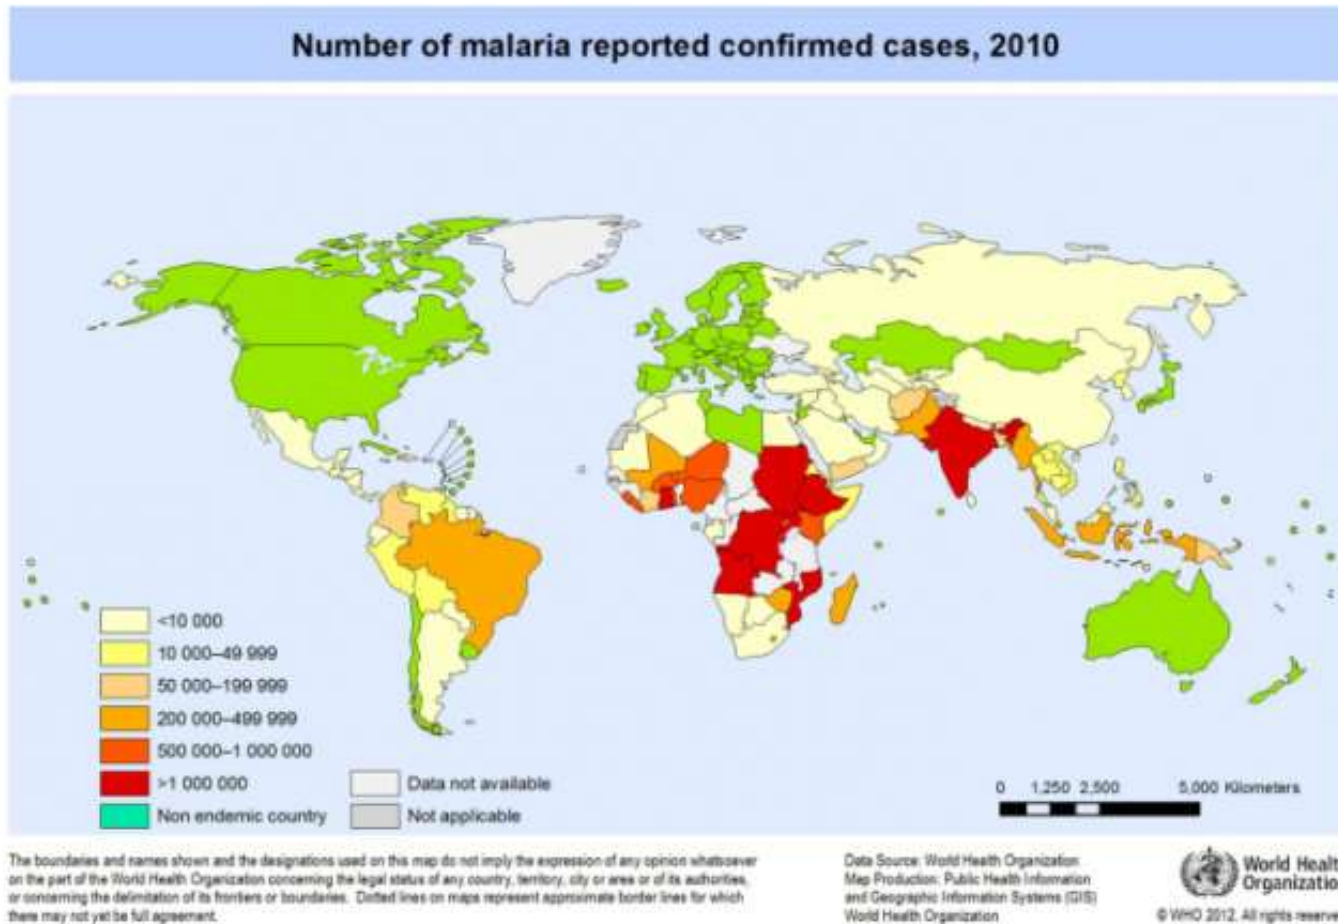 Number of malaria reported confirmed cases, 2010
<10 000
10 000–49 999
50 000–199 999
200 000–499 999
500 000–1 000 000
>1 000 000
Non endemic country
Data not available
Not applicable
0 1,250 2,500 5,000 Kilometers
The boundaries and names shown and the designations used on this map do not imply the expression of any opinion whatsoever
on the part of the World Health Organization concerning the legal status of any country, territory, city or area or of its authorities,
or concerning the delimitation of its frontiers or boundaries. Dotted lines on maps represent approximate border lines for which
there may not yet be full agreement.
Data Source: World Health Organization
Map Production: Public Health Information
and Geographic Information Systems (GIS)
World Health Organization
World Healt
Organizatio
© WHO 2012. All rights reserve